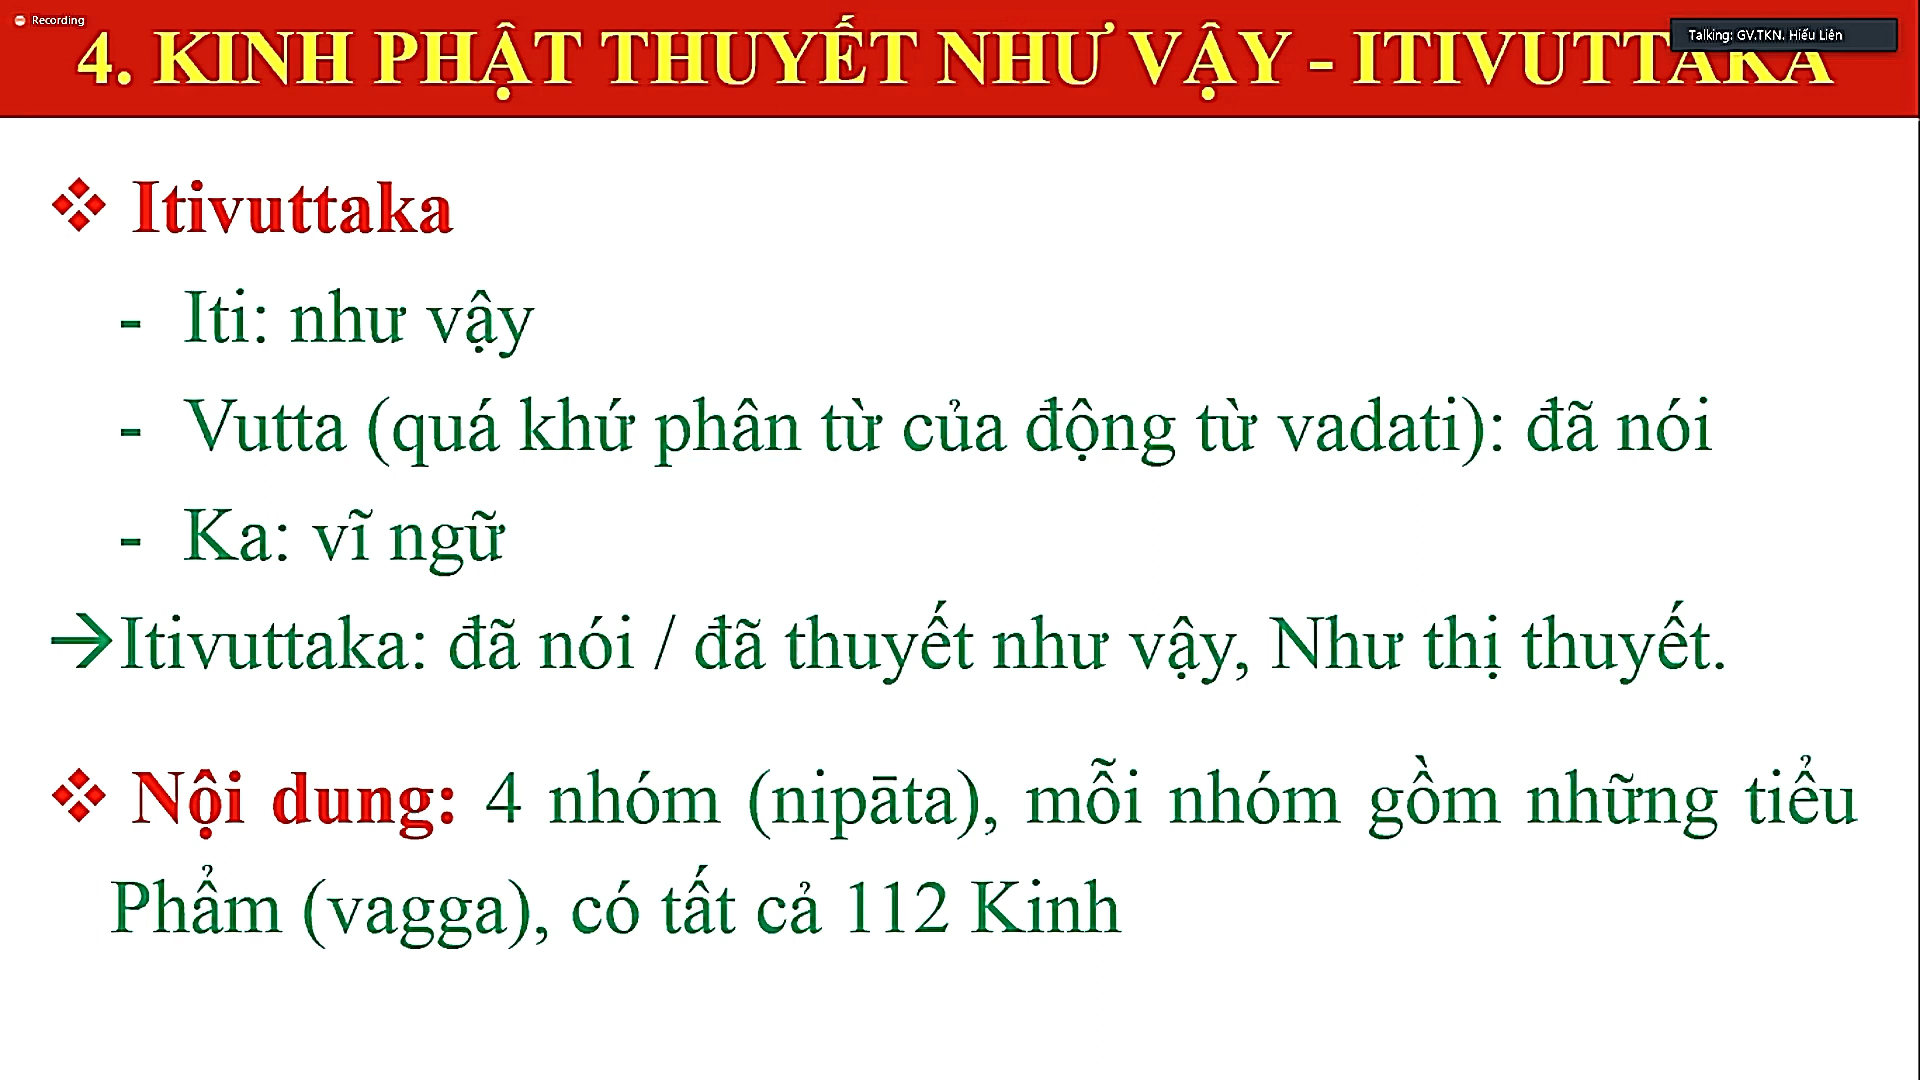 Recording
Talking: GV.TKN. Hiếu Liên
4. KINH PHẬT THUYẾT NHƯ VẬY - ITIVUTTAKA
❖ Itivuttaka
- Iti: như vậy
- Vutta (quá khứ phân từ của động từ vadati): đã nói
- Ka: vĩ ngữ
→Itivuttaka: đã nói / đã thuyết như vậy, Như thị thuyết.
❖ Nội dung: 4 nhóm (nipāta), mỗi nhóm gồm những tiểu
Phẩm (vagga), có tất cả 112 Kinh